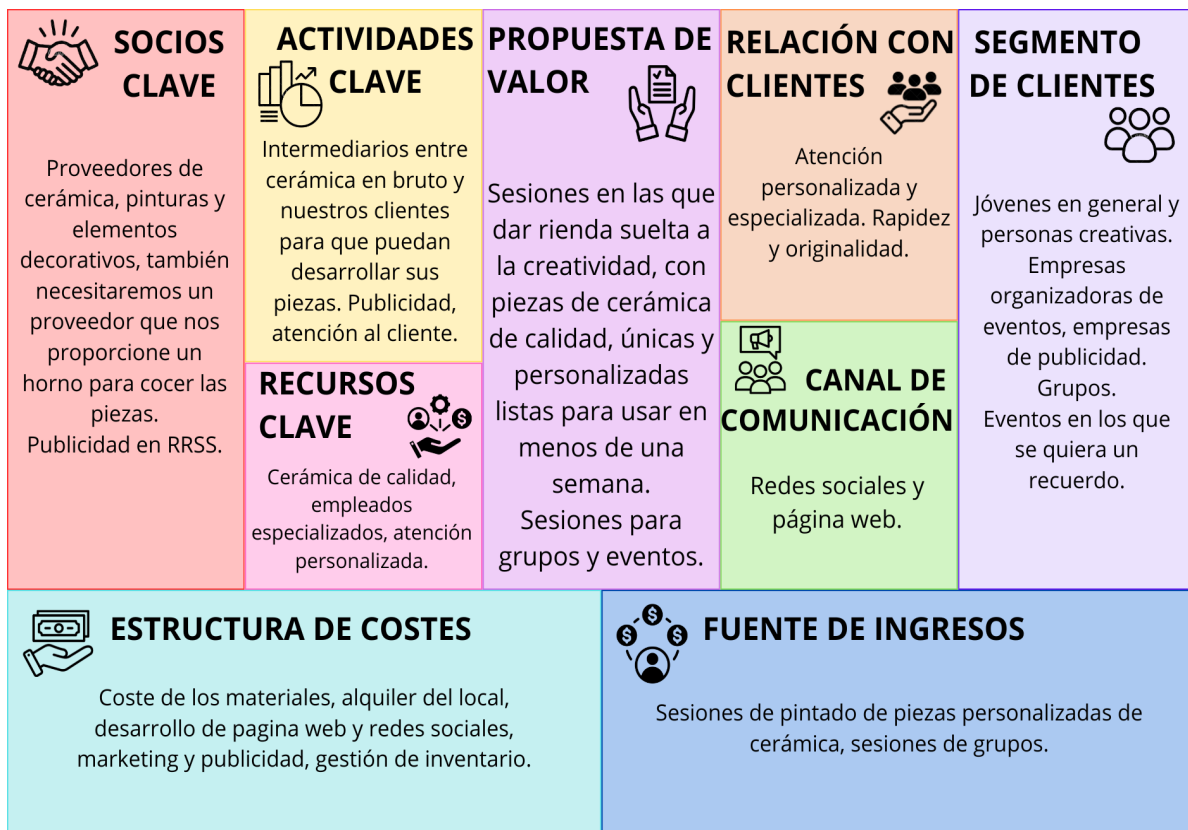 SOCIOS
CLAVE
Proveedores de
cerámica, pinturas y
elementos
decorativos, también
necesitaremos un
proveedor que nos
proporcione un
horno para cocer las
piezas.
Publicidad en RRSS.
ACTIVIDADES
CLAVE
Intermediarios entre
cerámica en bruto y
nuestros clientes
para que puedan
desarrollar sus
piezas. Publicidad,
atención al cliente.
RECURSOS
CLAVE
Cerámica de calidad,
empleados
especializados, atención
personalizada.
PROPUESTA DE
VALOR
Sesiones en las que
dar rienda suelta a
la creatividad, con
piezas de cerámica
de calidad, únicas y
personalizadas
listas para usar en
menos de una
semana.
Sesiones para
grupos y eventos.
RELACIÓN CON
CLIENTES
Atención
personalizada y
especializada. Rapidez
y originalidad.
CANAL DE
COMUNICACIÓN
Redes sociales y
página web.
SEGMENTO
DE CLIENTES
Jóvenes en general y
personas creativas.
Empresas
organizadoras de
eventos, empresas
de publicidad.
Grupos.
Eventos en los que
se quiera un
recuerdo.
ESTRUCTURA DE COSTES
Coste de los materiales, alquiler del local,
desarrollo de pagina web y redes sociales,
marketing y publicidad, gestión de inventario.
FUENTE DE INGRESOS
Sesiones de pintado de piezas personalizadas de
cerámica, sesiones de grupos.